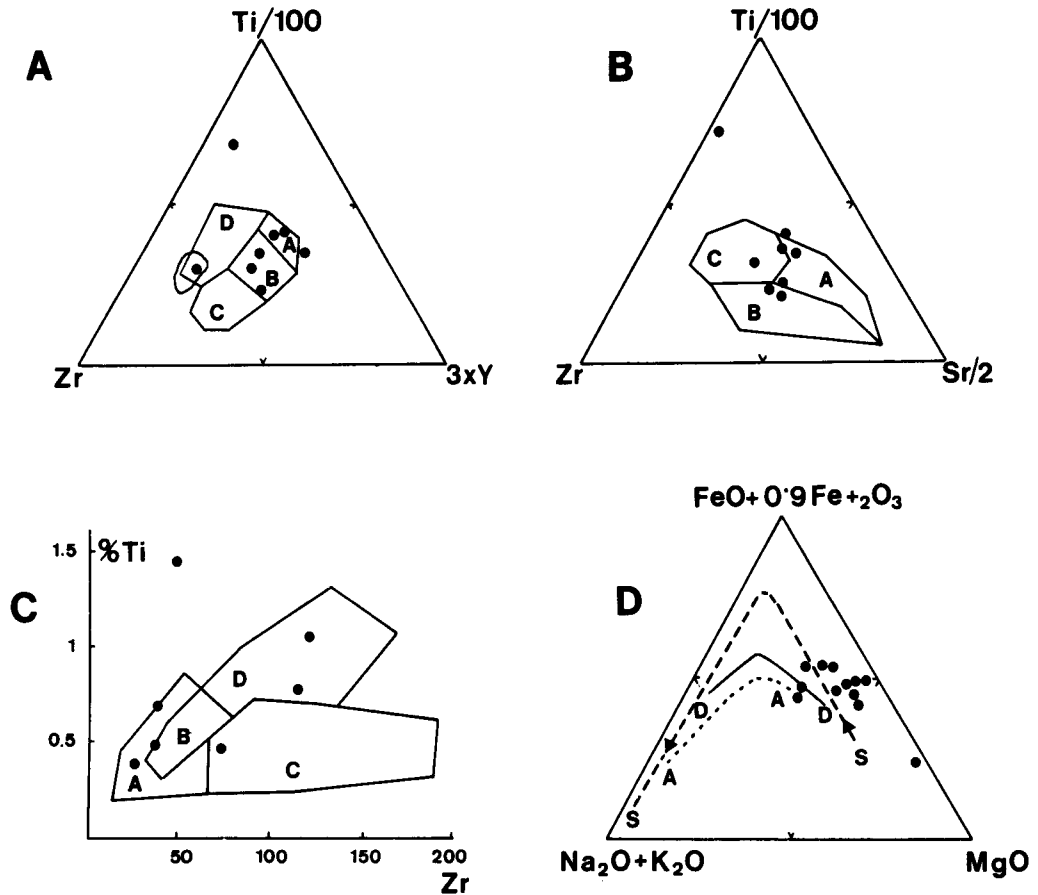 A
Ti/100
D
A
B
C
Zr
3xY
B
Ti/100
C
A
B
Zr
Sr/2
C
%Ti
1.5
1
0.5
D
B
A
C
50
100
150
200
Zr
D
FeO+0·9Fe+₂O₃
D
A
D
A
S
S
Na₂O+K₂O
MgO